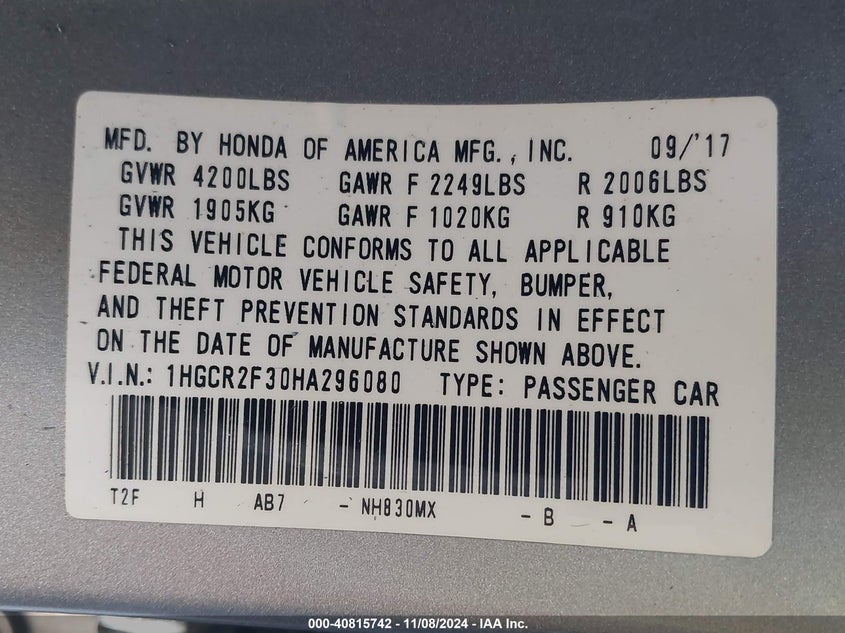 MFD. BY HONDA OF AMERICA MFG., INC. 09/'17
GVWR 4200LBS GAWR F 2249LBS R 2006LBS
GVWR 1905KG GAWR F 1020KG R 910KG
THIS VEHICLE CONFORMS TO ALL APPLICABLE
FEDERAL MOTOR VEHICLE SAFETY, BUMPER,
AND THEFT PREVENTION STANDARDS IN EFFECT
ON THE DATE OF MANUFACTURE SHOWN ABOVE.
V.I.N.: 1HGCR2F30HA296080 TYPE: PASSENGER CAR
T2F H AB7 - NH830MX - B - A
000-40815742 - 11/08/2024 - IAA Inc.